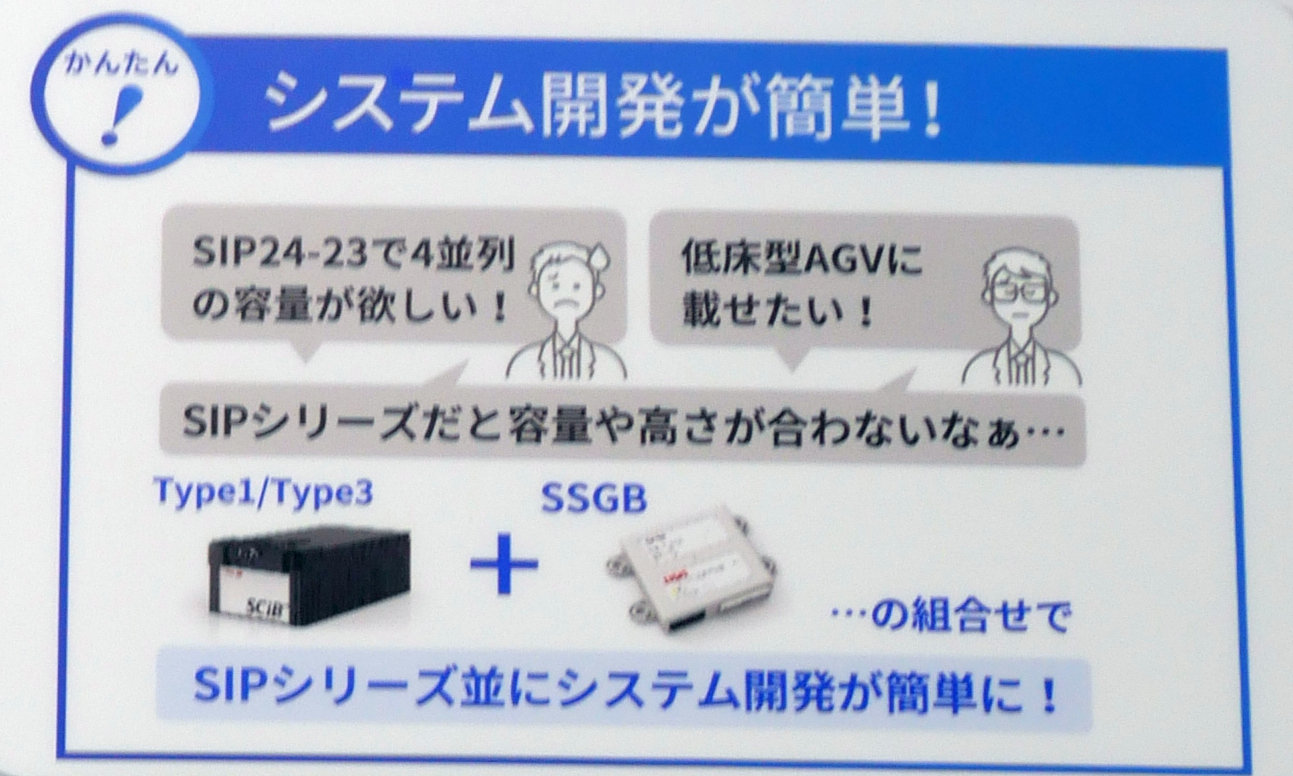 かんたん
!
システム開発が簡単!
SIP24-23で4並列
の容量が欲しい!
低床型AGVに
載せたい!
SIPシリーズだと容量や高さが合わないなぁ…
Type1/Type3
SSGB
+
SCiB
…の組合せで
SIPシリーズ並にシステム開発が簡単に!